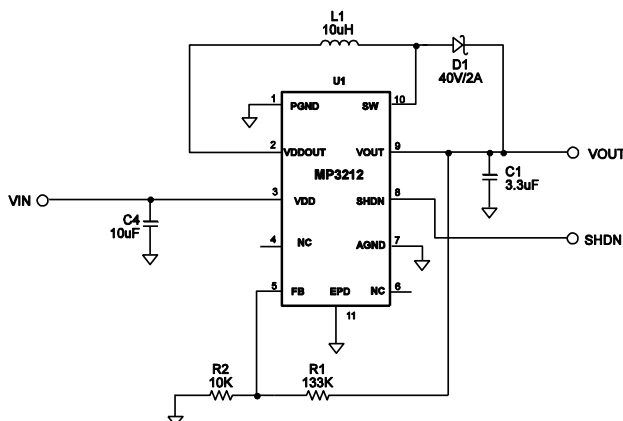 L1
10uH
D1
40V/2A
U1
1
PGND
SW
10
2
VDDOUT
VOUT
9
VOUT
MP3212
C1
3.3uF
VIN
3
VDD
SHDN
8
C4
10uF
4
NC
AGND
7
SHDN
5
FB
EPD
NC
6
11
R2
10K
R1
133K